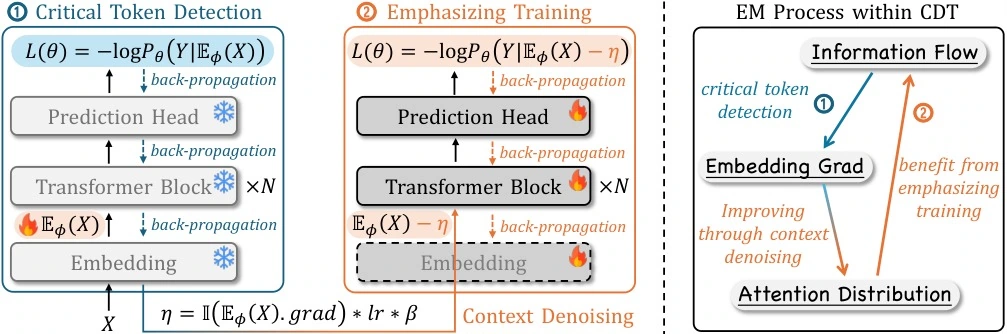 ① Critical Token Detection
L(θ) = −logP_θ(Y|𝔼_ϕ(X))
back-propagation
Prediction Head
back-propagation
Transformer Block
×N
𝔼_ϕ(X)
back-propagation
Embedding
X
η = 𝕀(𝔼_ϕ(X).grad) * lr * β
② Emphasizing Training
L(θ) = −logP_θ(Y|𝔼_ϕ(X) − η)
back-propagation
Prediction Head
back-propagation
Transformer Block
×N
𝔼_ϕ(X) − η
back-propagation
Embedding
Context Denoising
EM Process within CDT
Information Flow
critical token
detection
①
②
Embedding Grad
benefit from
emphasizing
training
Improving
through context
denoising
Attention Distribution